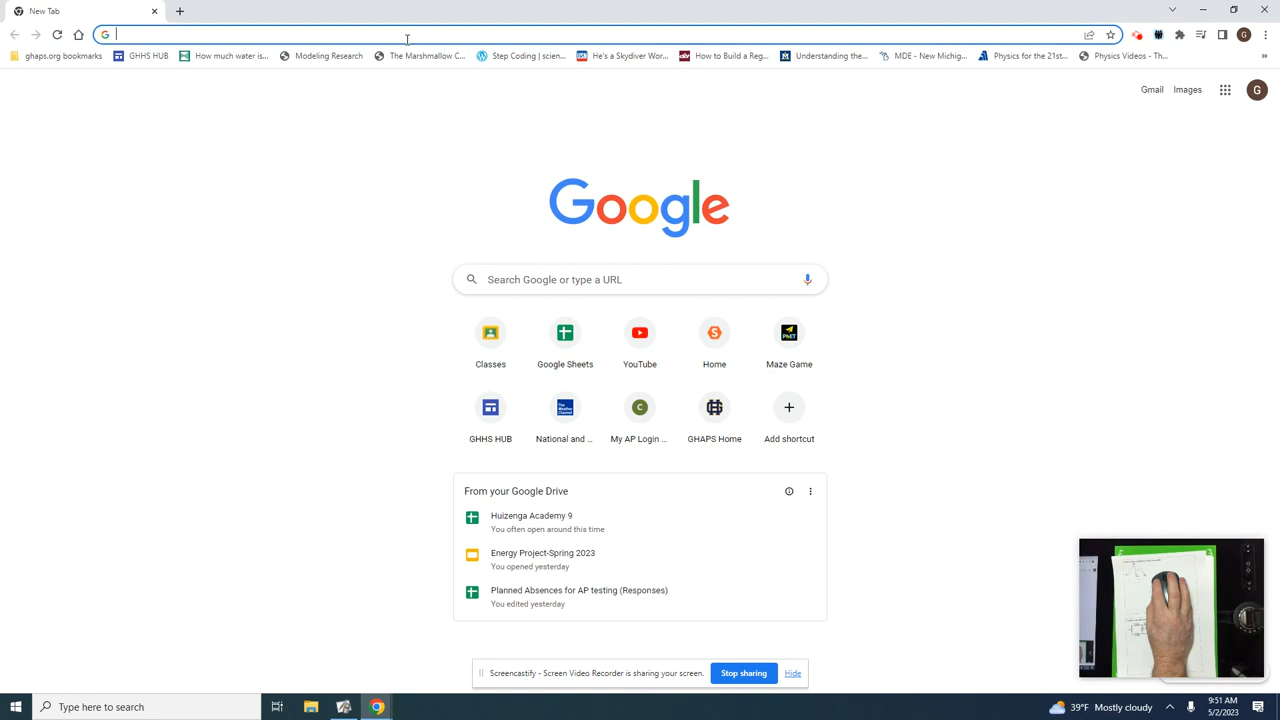 New Tab
ghaps.org bookmarks
GHHS HUB
How much water is...
Modeling Research
The Marshmallow C...
Step Coding | scien...
He's a Skydiver Wor...
How to Build a Reg...
Understanding the...
MDE - New Michig...
Physics for the 21st...
Physics Videos - Th...
»
G
Gmail
Images
G
Google
Search Google or type a URL
Classes
Google Sheets
YouTube
Home
Maze Game
GHHS HUB
National and ...
My AP Login ...
GHAPS Home
Add shortcut
From your Google Drive
Huizenga Academy 9
You often open around this time
Energy Project-Spring 2023
You opened yesterday
Planned Absences for AP testing (Responses)
You edited yesterday
Screencastify - Screen Video Recorder is sharing your screen.
Stop sharing
Hide
Type here to search
39°F Mostly cloudy
9:51 AM
5/2/2023